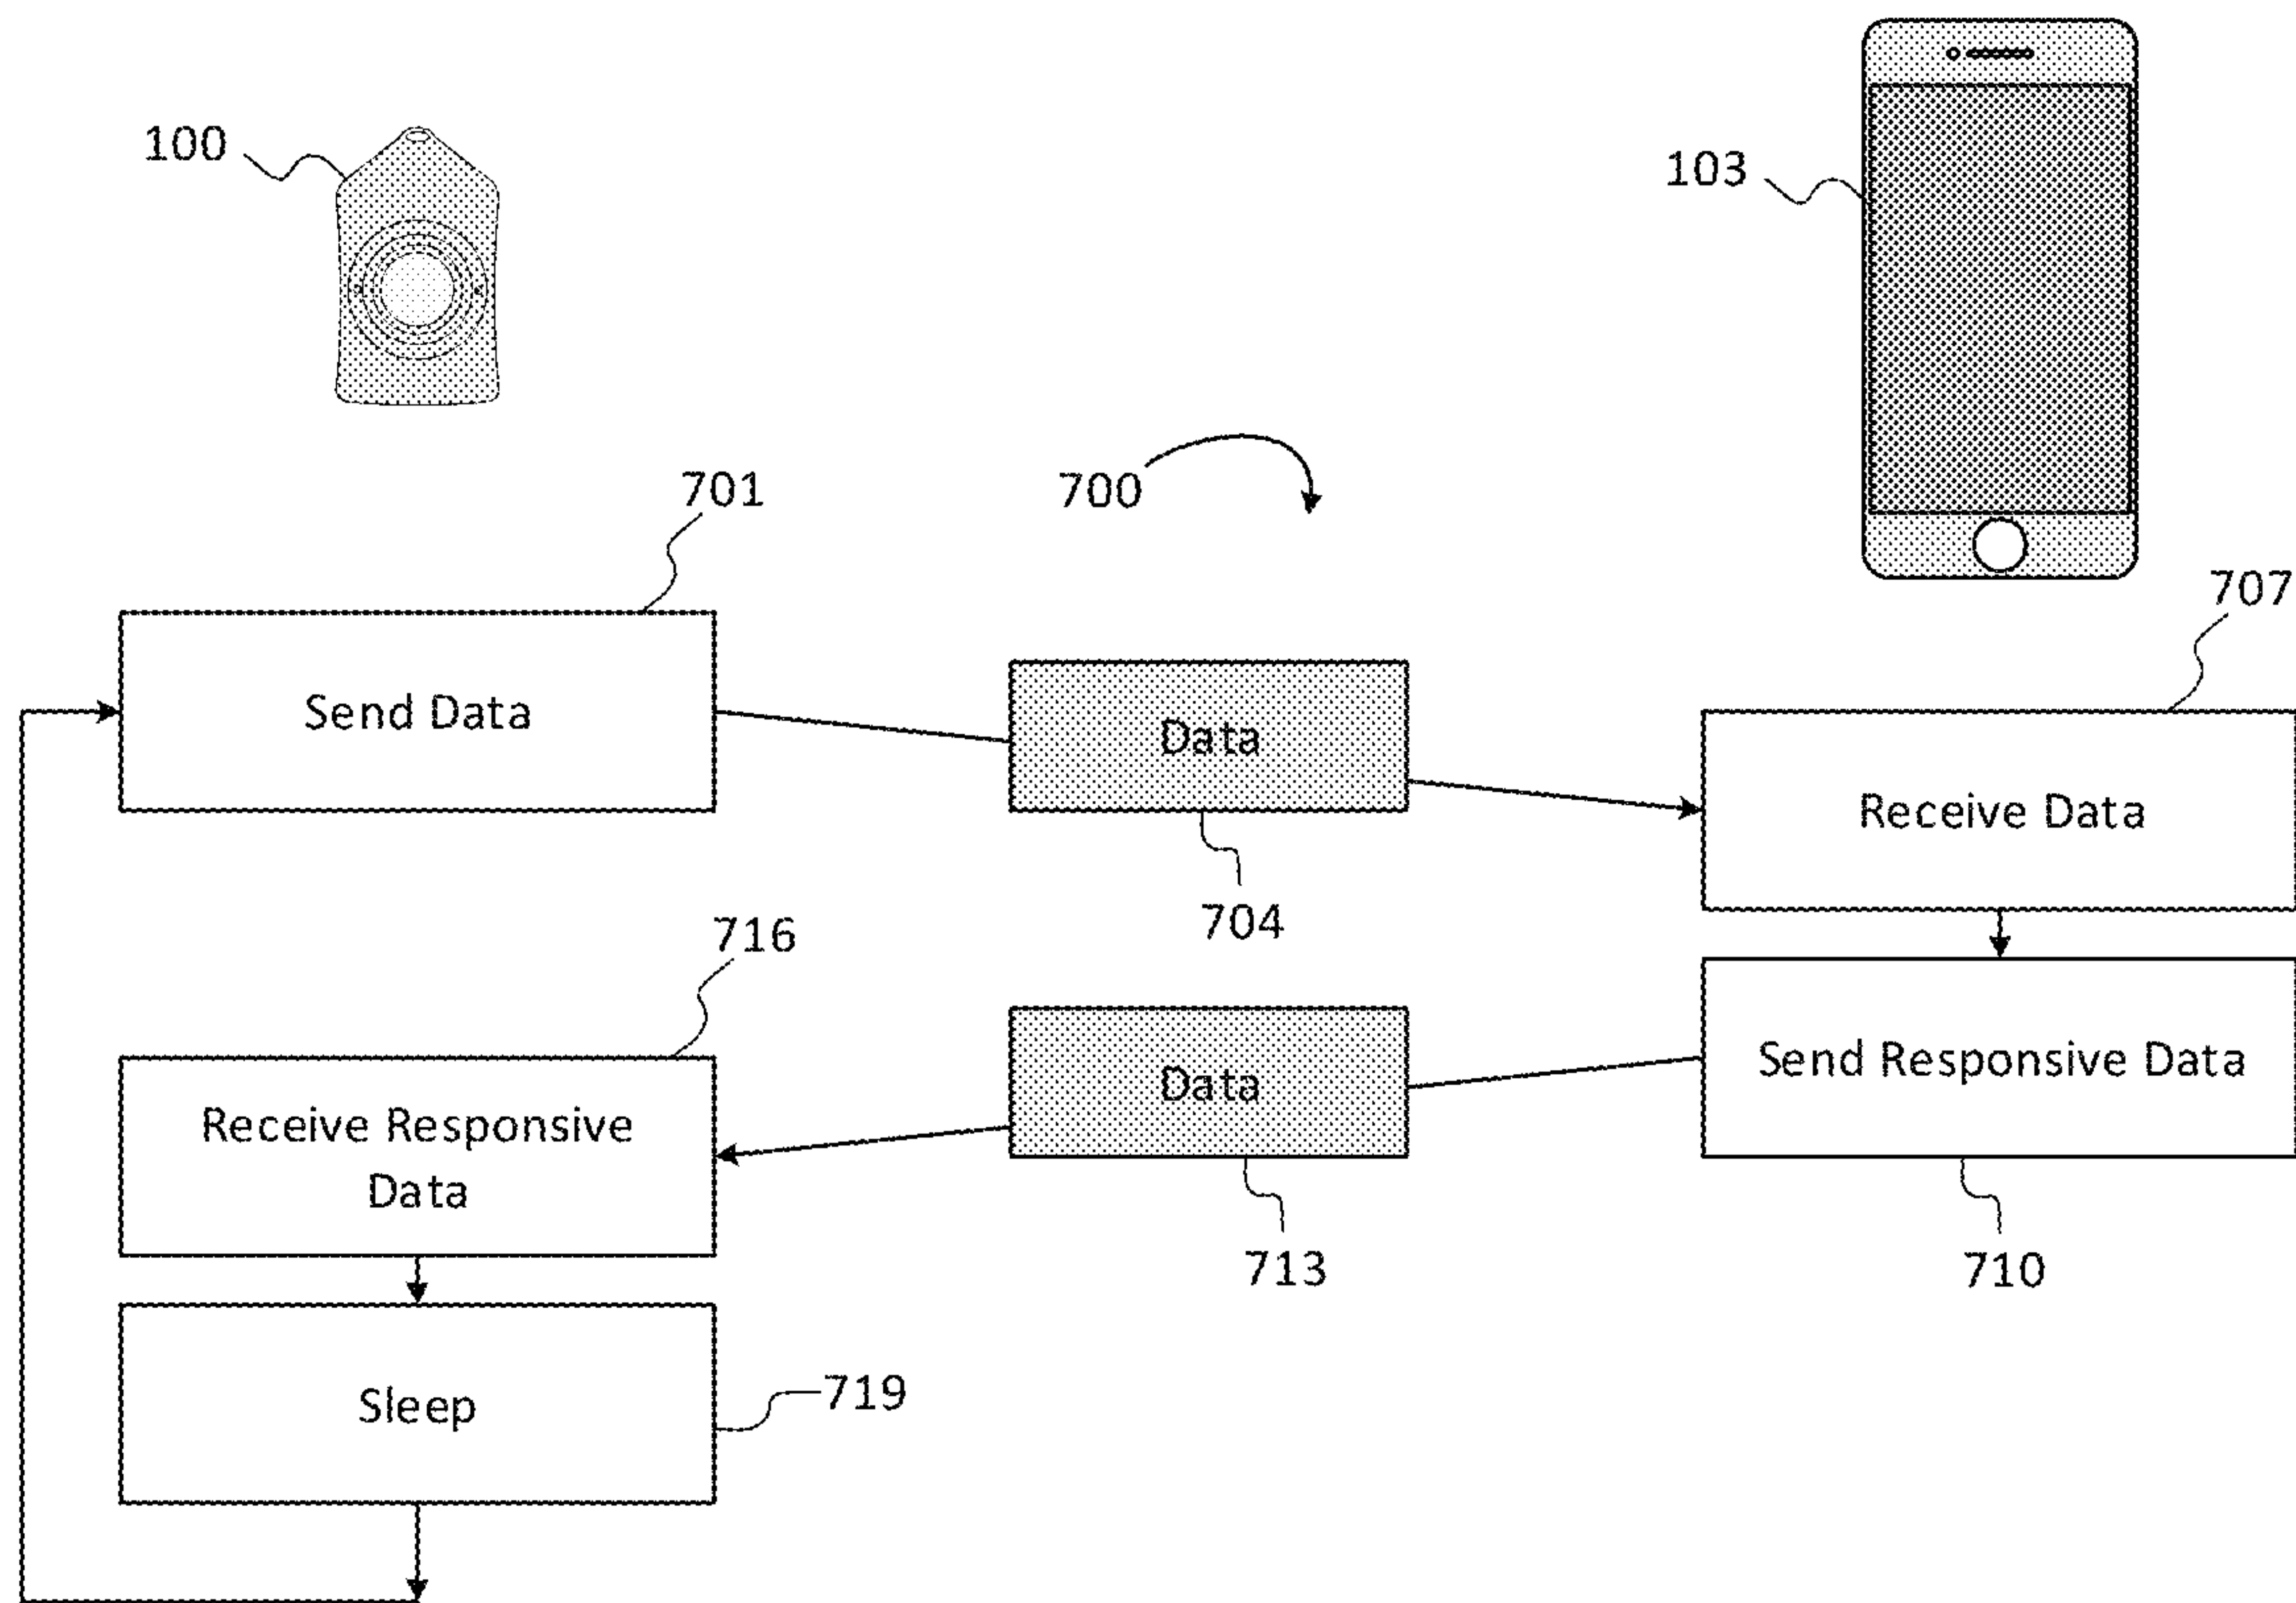 100
103
701
700
707
Send Data
Data
Receive Data
704
716
Data
Send Responsive Data
Receive Responsive
Data
713
710
Sleep
719